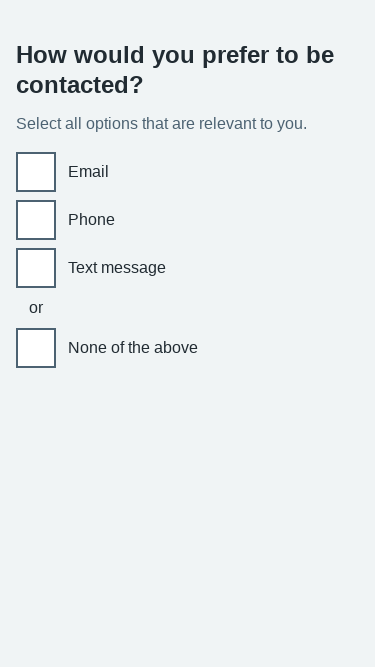 How would you prefer to be
contacted?
Select all options that are relevant to you.
Email
Phone
Text message
or
None of the above